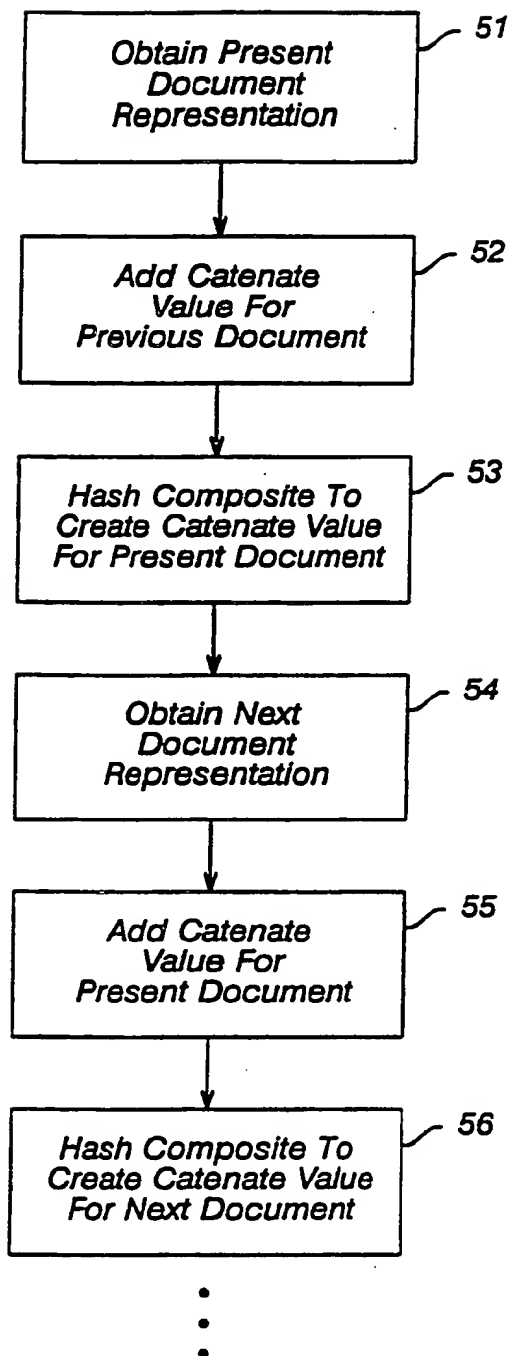 51
Obtain Present
Document
Representation
52
Add Catenate
Value For
Previous Document
53
Hash Composite To
Create Catenate Value
For Present Document
54
Obtain Next
Document
Representation
55
Add Catenate
Value For
Present Document
56
Hash Composite To
Create Catenate Value
For Next Document